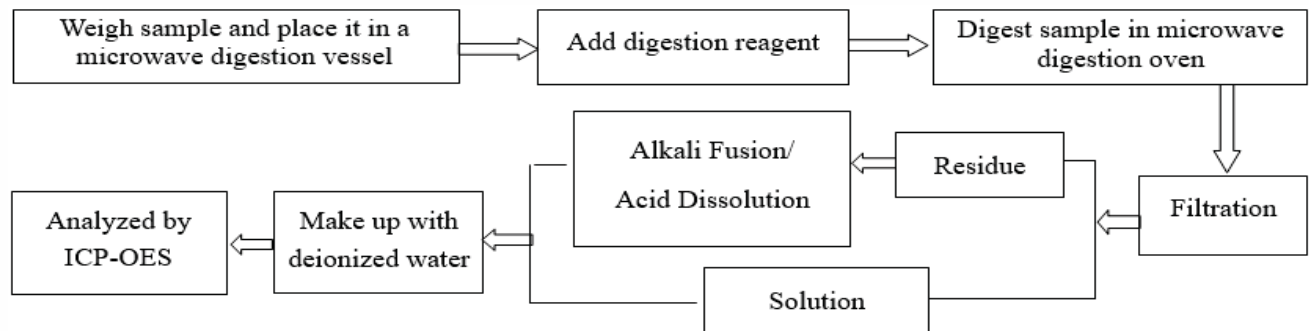 Weigh sample and place it in a
microwave digestion vessel
Add digestion reagent
Digest sample in microwave
digestion oven
Filtration
Residue
Alkali Fusion/
Acid Dissolution
Solution
Make up with
deionized water
Analyzed by
ICP-OES